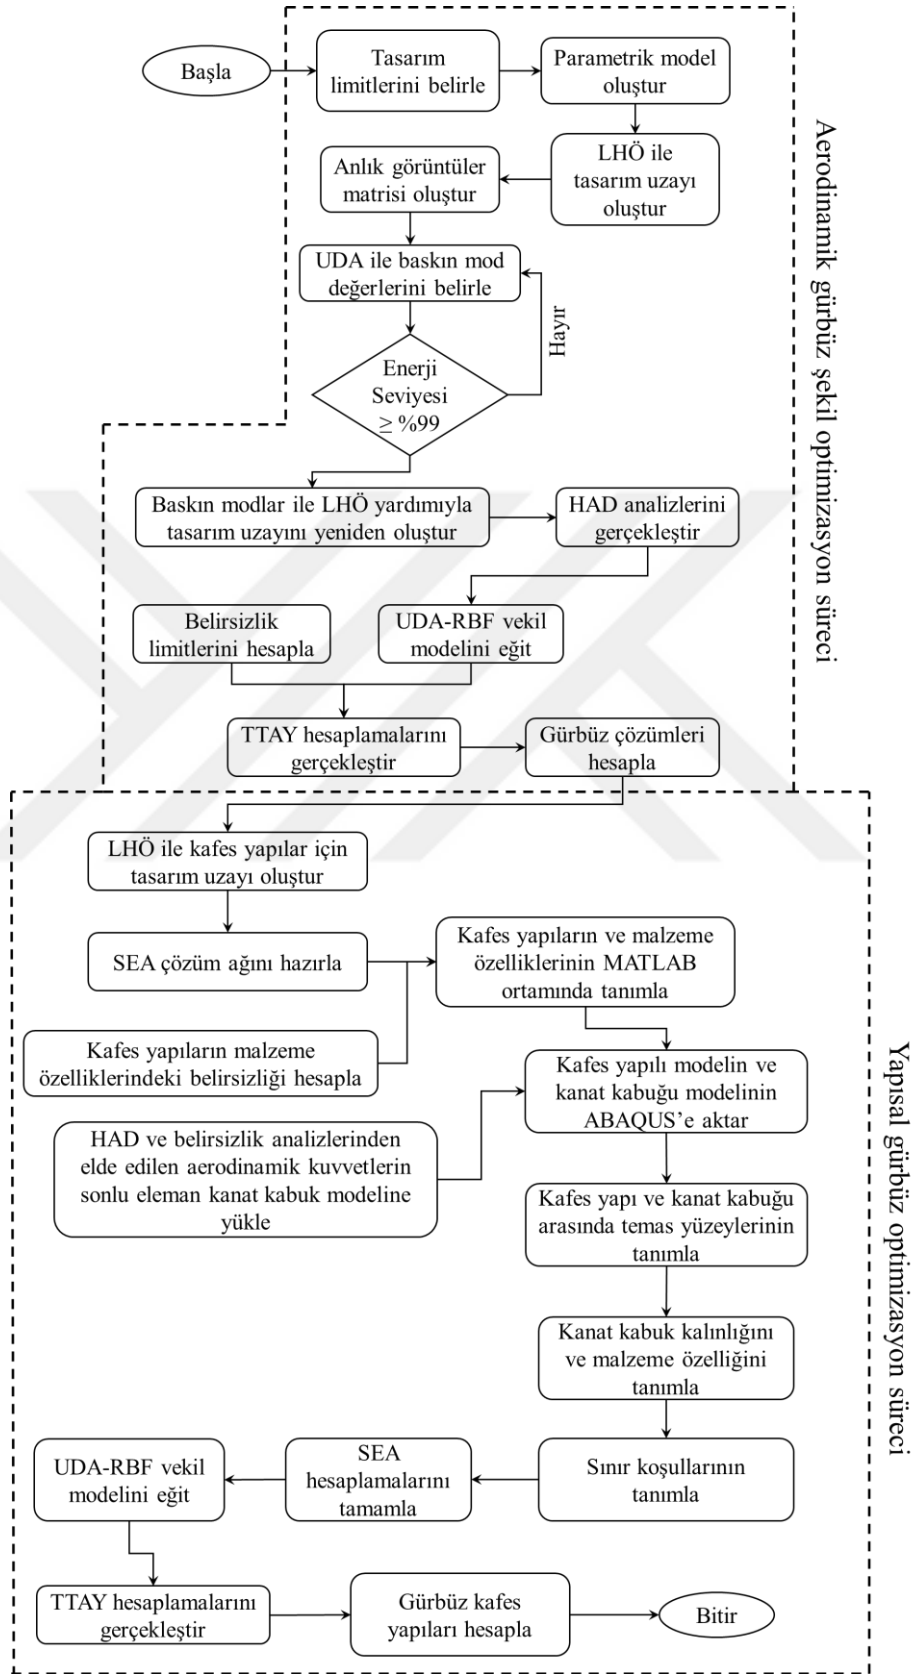 Başla
Tasarım
limitlerini belirle
Parametrik model
oluştur
LHÖ ile
tasarım uzayı
oluştur
Anlık görüntüler
matrisi oluştur
UDA ile baskın mod
değerlerini belirle
Hayır
Enerji
Seviyesi
≥ %99
Baskın modlar ile LHÖ yardımıyla
tasarım uzayını yeniden oluştur
HAD analizlerini
gerçekleştir
Belirsizlik
limitlerini hesapla
UDA-RBF vekil
modelini eğit
TTAY hesaplamalarını
gerçekleştir
Gürbüz çözümleri
hesapla
Aerodinamik gürbüz şekil optimizasyon süreci
LHÖ ile kafes yapılar için
tasarım uzayı oluştur
SEA çözüm ağını hazırla
Kafes yapıların ve malzeme
özelliklerinin MATLAB
ortamında tanımla
Kafes yapıların malzeme
özelliklerindeki belirsizliği hesapla
Kafes yapılı modelin ve
kanat kabuğu modelinin
ABAQUS’e aktar
HAD ve belirsizlik analizlerinden
elde edilen aerodinamik kuvvetlerin
sonlu eleman kanat kabuk modeline
yükle
Kafes yapı ve kanat kabuğu
arasında temas yüzeylerinin
tanımla
Kanat kabuk kalınlığını
ve malzeme özelliğini
tanımla
Sınır koşullarının
tanımla
SEA
hesaplamalarını
tamamla
UDA-RBF vekil
modelini eğit
TTAY hesaplamalarını
gerçekleştir
Gürbüz kafes
yapıları hesapla
Bitir
Yapısal gürbüz optimizasyon süreci